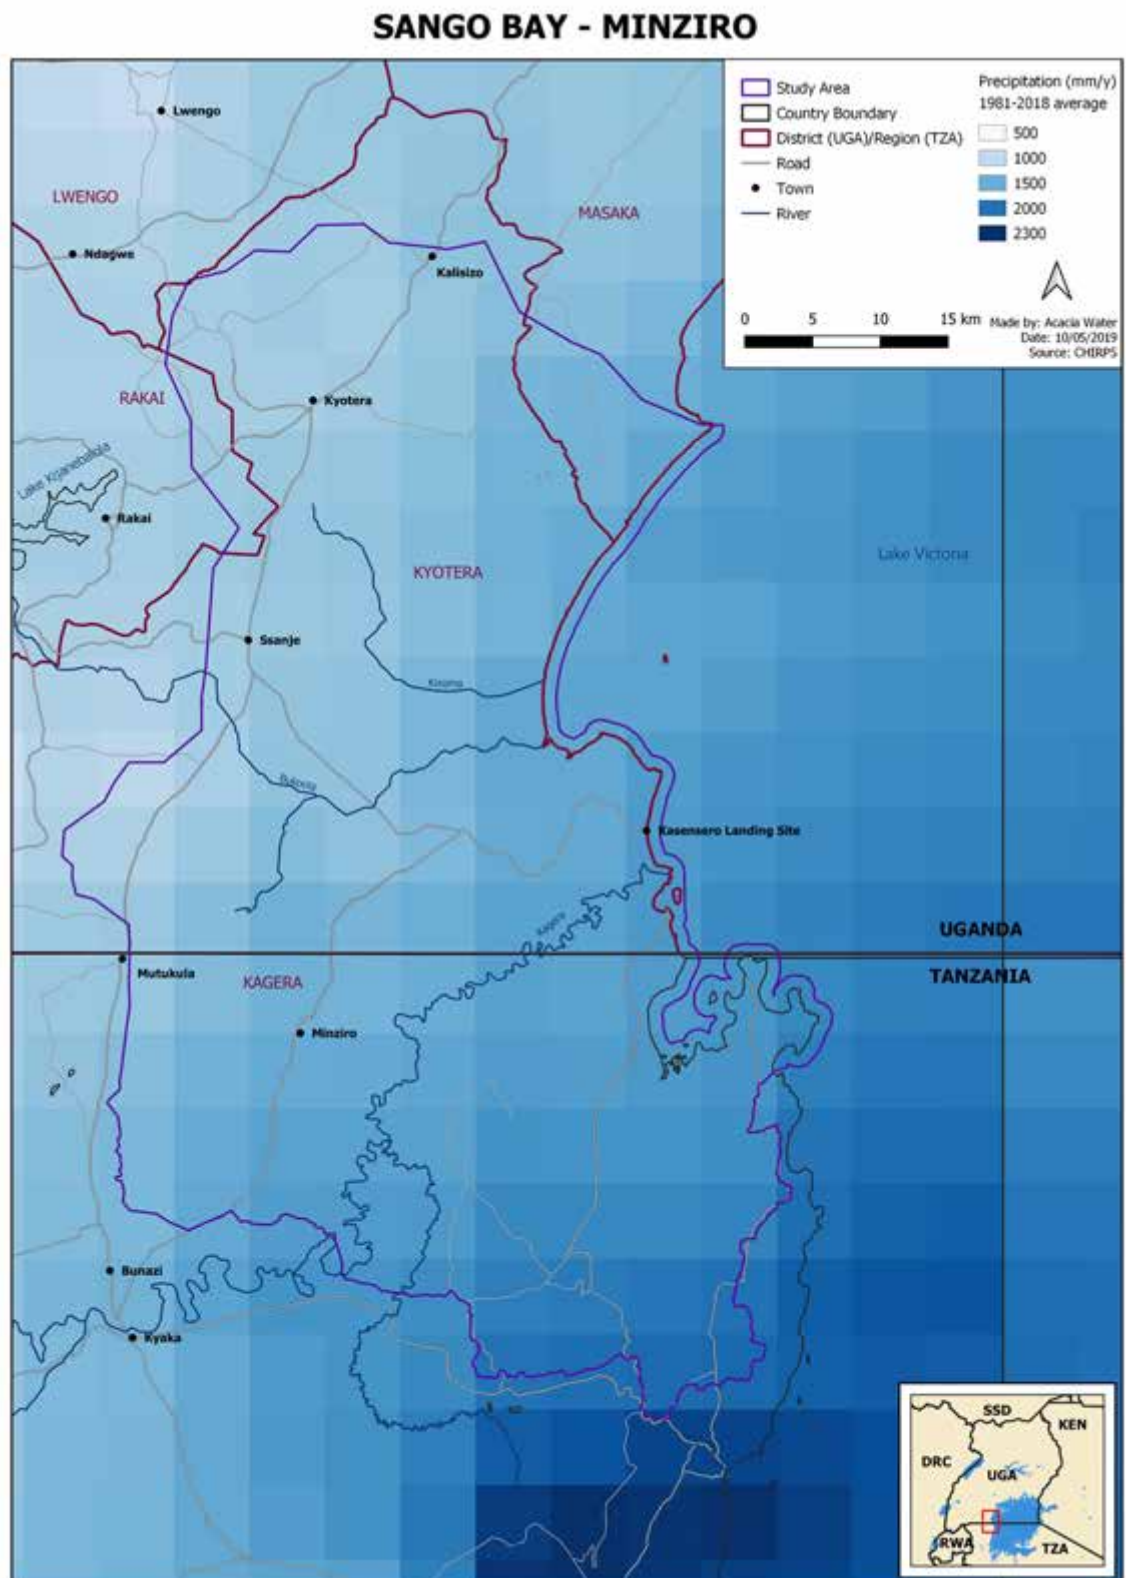 SANGO BAY - MINZIRO
Study Area
Country Boundary
District (UGA)/Region (TZA)
Road
Town
River
Precipitation (mm/y)
1981-2018 average
500
1000
1500
2000
2300
0 5 10 15 km
Made by: Acacia Water
Date: 10/05/2019
Source: CHIRPS
Lwengo
LWENGO
MASAKA
Ndagwe
Kalisizo
RAKAI
Kyotera
Rakai
Lake Victoria
KYOTERA
Ssanje
Kasensero Landing Site
Kagera
UGANDA
TANZANIA
Mutukula
KAGERA
Minziro
Bunazi
Kyaka
SSD
KEN
DRC
UGA
RWA
TZA